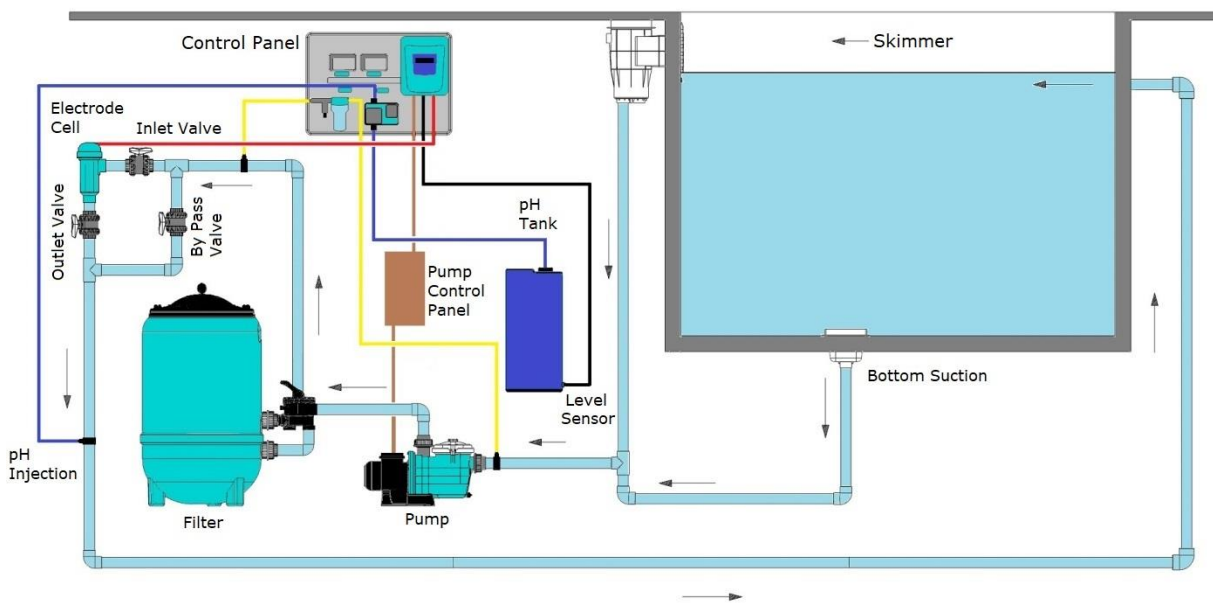 Control Panel
Skimmer
Electrode
Cell
Inlet Valve
Outlet Valve
By Pass
Valve
pH
Tank
Pump
Control
Panel
Bottom Suction
Level
Sensor
pH
Injection
Filter
Pump